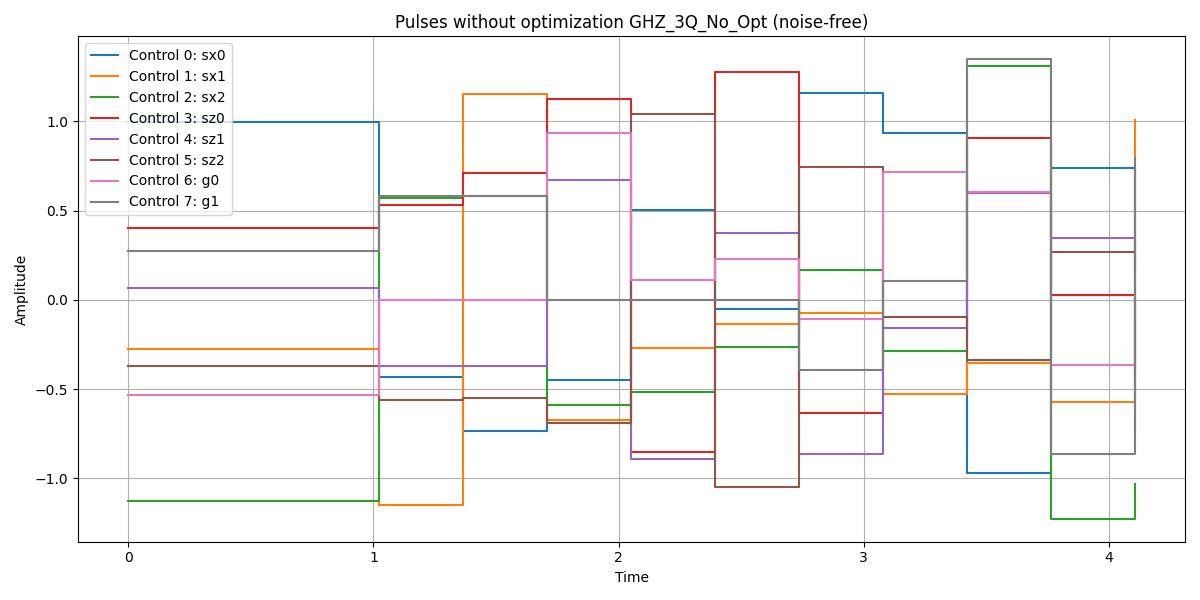 Pulses without optimization GHZ_3Q_No_Opt (noise-free)
Control 0: sx0
Control 1: sx1
Control 2: sx2
Control 3: sz0
Control 4: sz1
Control 5: sz2
Control 6: g0
Control 7: g1
Amplitude
1.0
0.5
0.0
−0.5
−1.0
0 1 2 3 4
Time